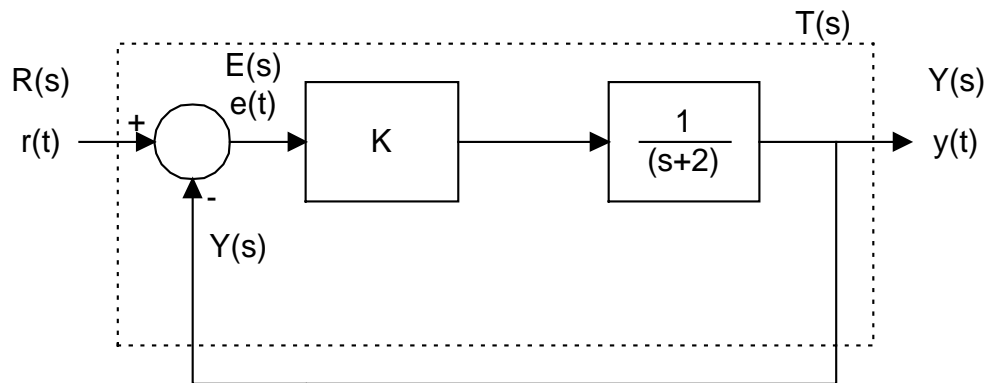 T(s)
R(s)
E(s)
Y(s)
r(t)
+
e(t)
K
1
(s+2)
y(t)
-
Y(s)